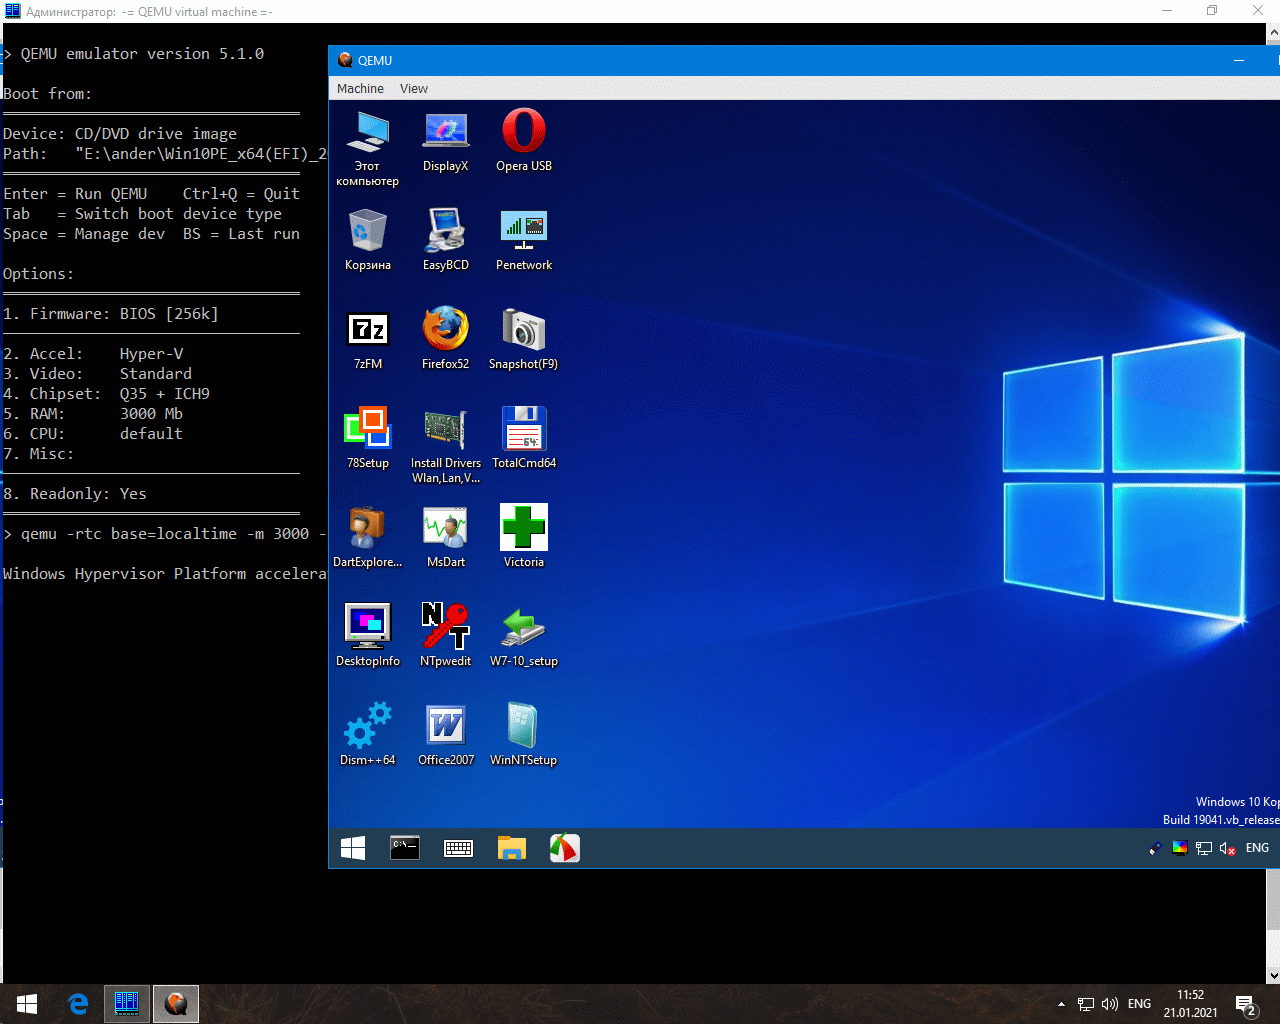 Администратор: -= QEMU virtual machine =-
> QEMU emulator version 5.1.0
Boot from:
Device: CD/DVD drive image
Path: "E:\ander\Win10PE_x64(EFI)_2
Enter = Run QEMU Ctrl+Q = Quit
Tab = Switch boot device type
Space = Manage dev BS = Last run
Options:
1. Firmware: BIOS [256k]
2. Accel: Hyper-V
3. Video: Standard
4. Chipset: Q35 + ICH9
5. RAM: 3000 Mb
6. CPU: default
7. Misc:
8. Readonly: Yes
> qemu -rtc base=localtime -m 3000 -
Windows Hypervisor Platform accelera
QEMU
Machine View
Этот компьютер
DisplayX
Opera USB
Корзина
EasyBCD
Penetwork
7zFM
Firefox52
Snapshot(F9)
78Setup
Install Drivers Wlan,Lan,V...
TotalCmd64
DartExplore...
MsDart
Victoria
DesktopInfo
NTpwedit
W7-10_setup
Dism++64
Office2007
WinNTSetup
Windows 10 Кор
Build 19041.vb_release
ENG
ENG
11:52
21.01.2021
2